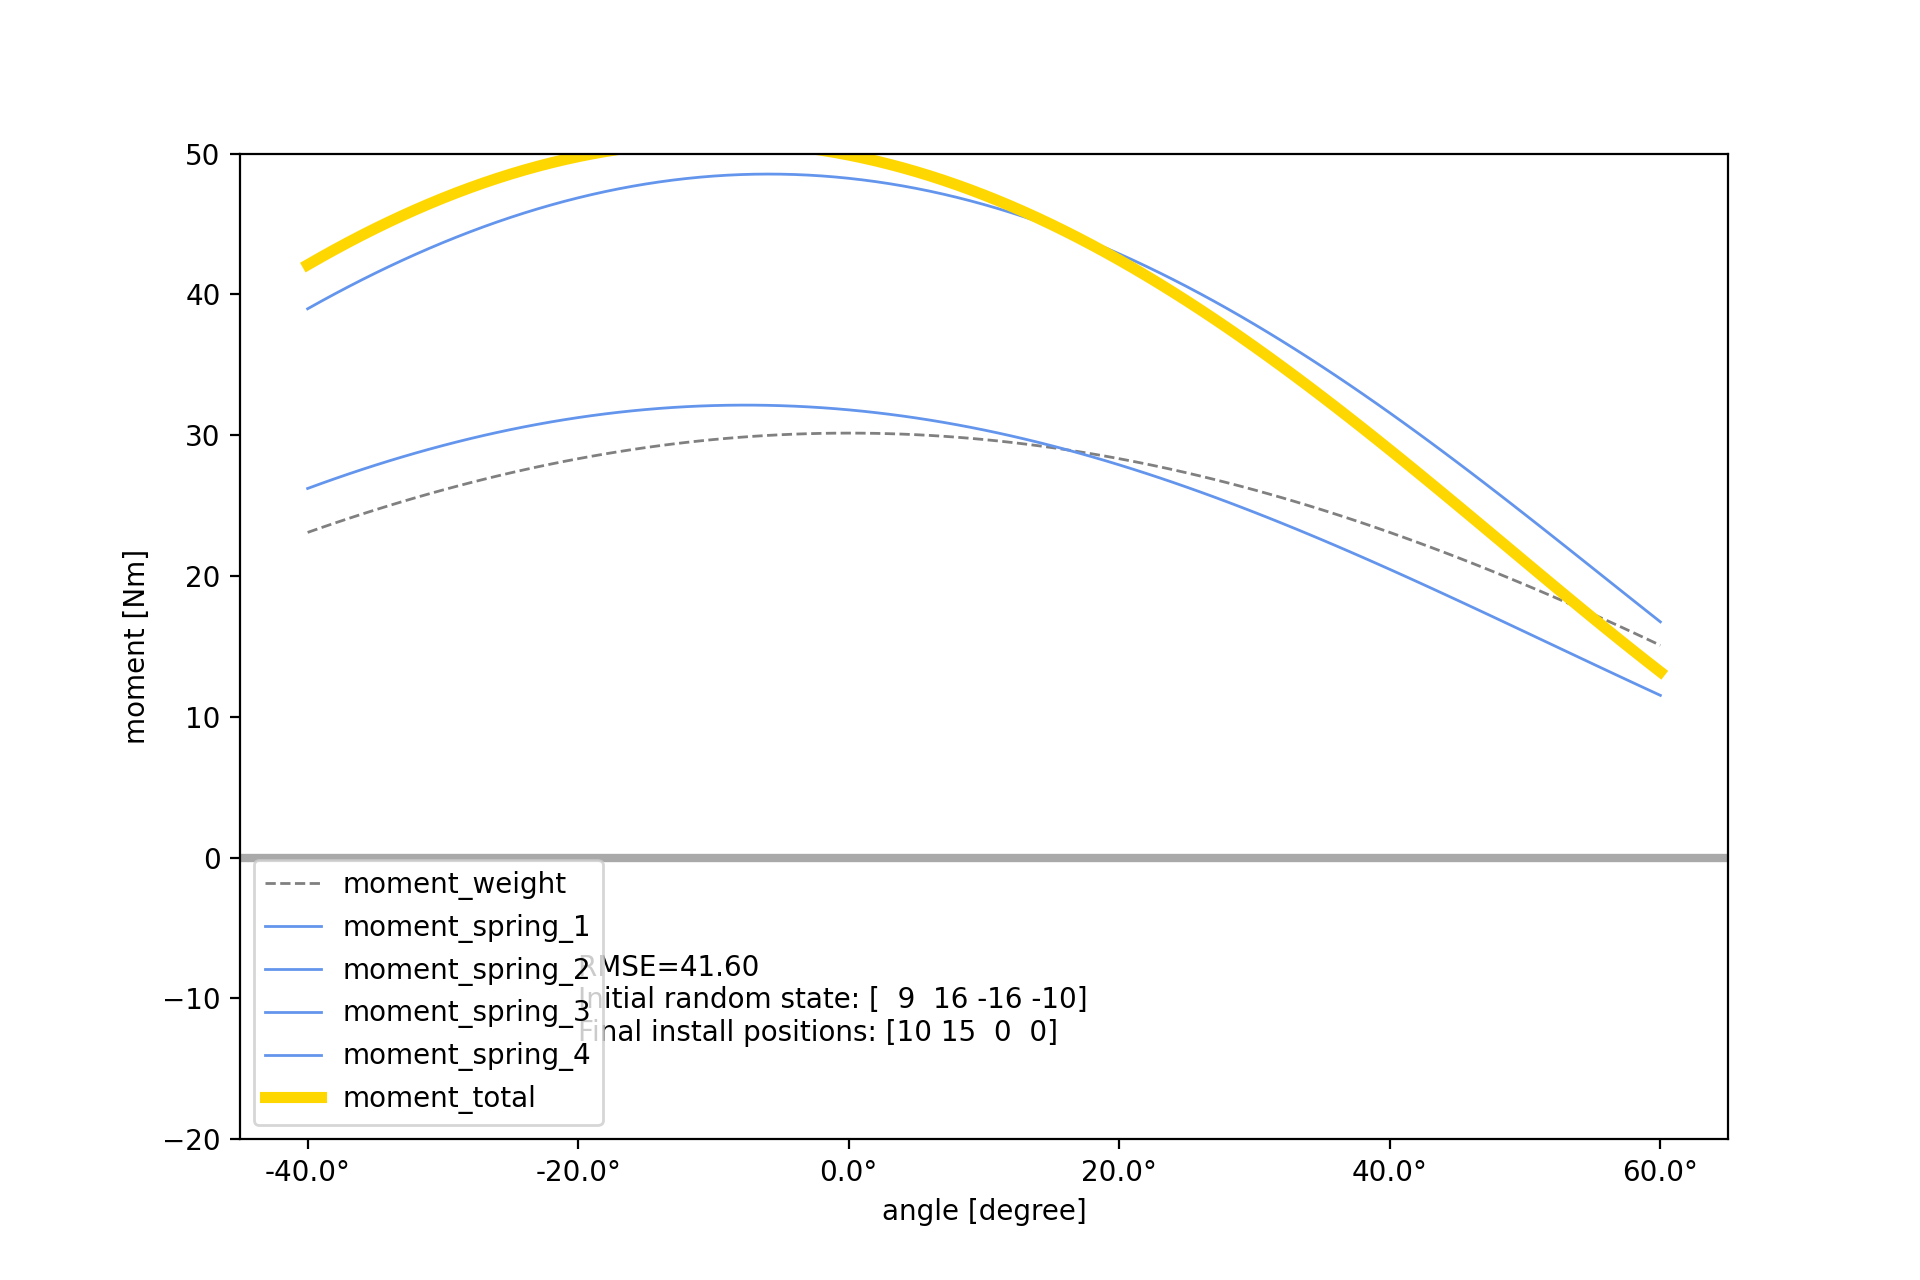 50
40
30
20
10
0
−10
−20
moment [Nm]
moment_weight
moment_spring_1
moment_spring_2
moment_spring_3
moment_spring_4
moment_total
RMSE=41.60
Initial random state: [  9  16 -16 -10]
Final install positions: [10 15  0  0]
-40.0°
-20.0°
0.0°
20.0°
40.0°
60.0°
angle [degree]